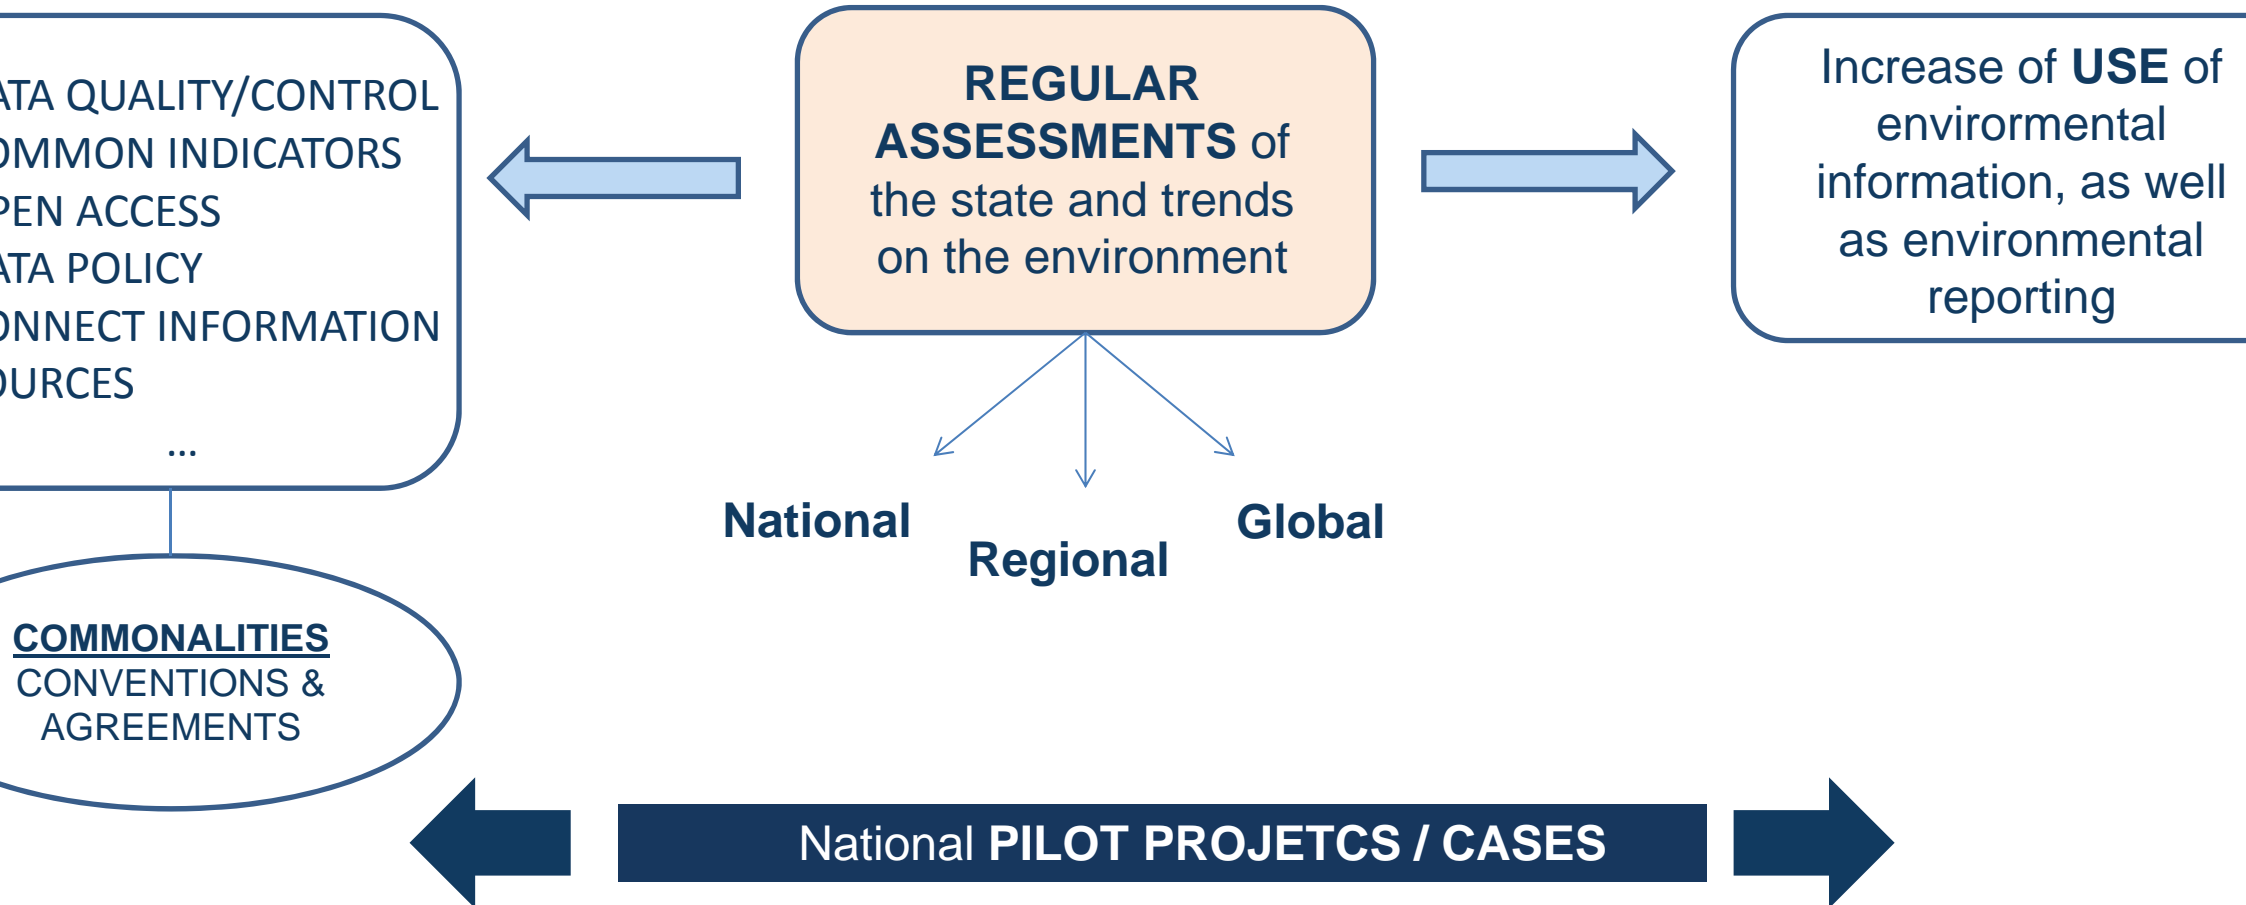 ATA QUALITY/CONTROL
OMMON INDICATORS
PEN ACCESS
ATA POLICY
ONNECT INFORMATION
OURCES
...
COMMONALITIES
CONVENTIONS &
AGREEMENTS
REGULAR
ASSESSMENTS of
the state and trends
on the environment
National
Regional
Global
Increase of USE of
envirormental
information, as well
as environmental
reporting
National PILOT PROJETCS / CASES